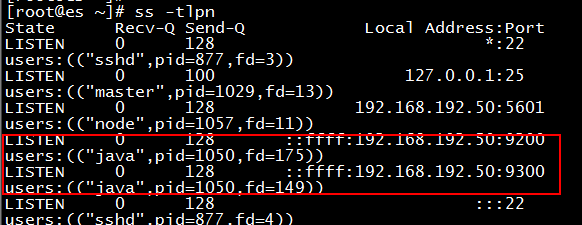 [root@es ~]# ss -tlpn
State Recv-Q Send-Q Local Address:Port
LISTEN 0 128 *:22
users:(("sshd",pid=877,fd=3))
LISTEN 0 100 127.0.0.1:25
users:(("master",pid=1029,fd=13))
LISTEN 0 128 192.168.192.50:5601
users:(("node",pid=1057,fd=11))
LISTEN 0 128 ::ffff:192.168.192.50:9200
users:(("java",pid=1050,fd=175))
LISTEN 0 128 ::ffff:192.168.192.50:9300
users:(("java",pid=1050,fd=149))
LISTEN 0 128 :::22
users:(("sshd",pid=877,fd=4))